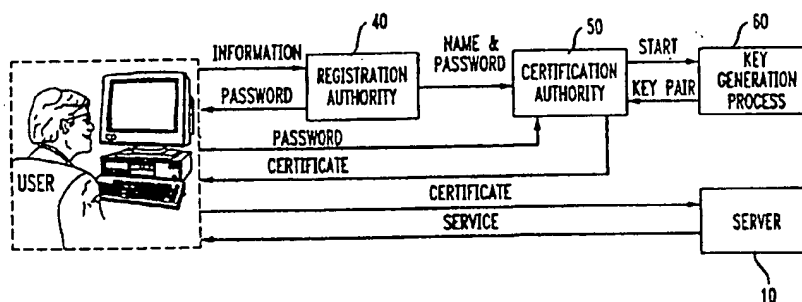 40
50
60
INFORMATION
REGISTRATION
AUTHORITY
NAME &
PASSWORD
CERTIFICATION
AUTHORITY
START
KEY PAIR
KEY
GENERATION
PROCESS
PASSWORD
PASSWORD
CERTIFICATE
USER
CERTIFICATE
SERVICE
SERVER
10